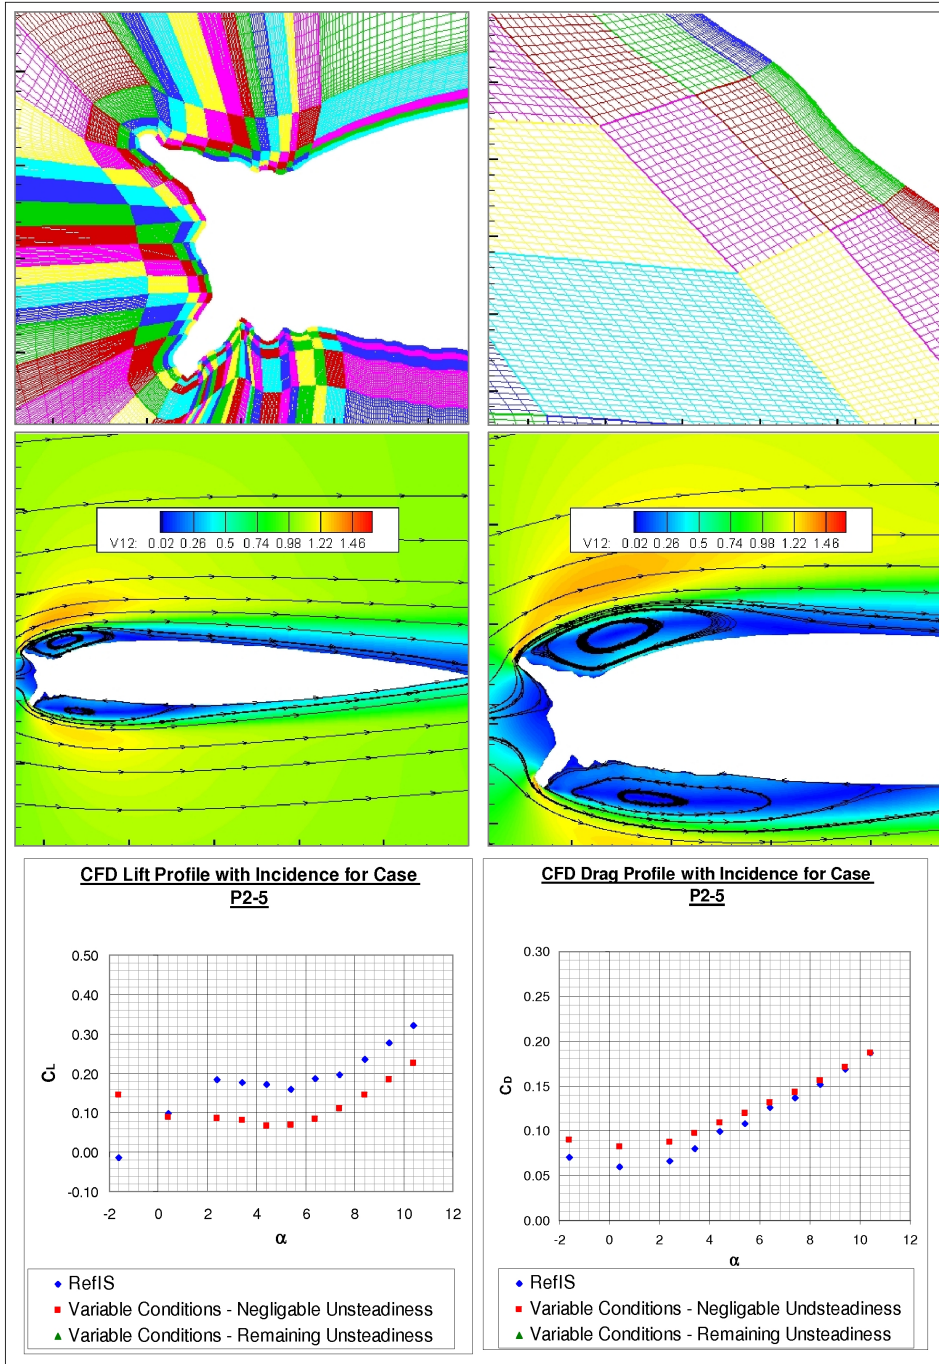 V12: 0.02 0.26 0.5 0.74 0.98 1.22 1.46
V12: 0.02 0.26 0.5 0.74 0.98 1.22 1.46
CFD Lift Profile with Incidence for Case
P2-5
0.50
0.40
0.30
0.20
0.10
0.00
-0.10
CL
-2 0 2 4 6 8 10 12
α
RefIS
Variable Conditions - Negligable Unsteadiness
Variable Conditions - Remaining Unsteadiness
CFD Drag Profile with Incidence for Case
P2-5
0.30
0.25
0.20
0.15
0.10
0.05
0.00
CD
-2 0 2 4 6 8 10 12
α
RefIS
Variable Conditions - Negligable Undsteadiness
Variable Conditions - Remaining Unsteadiness